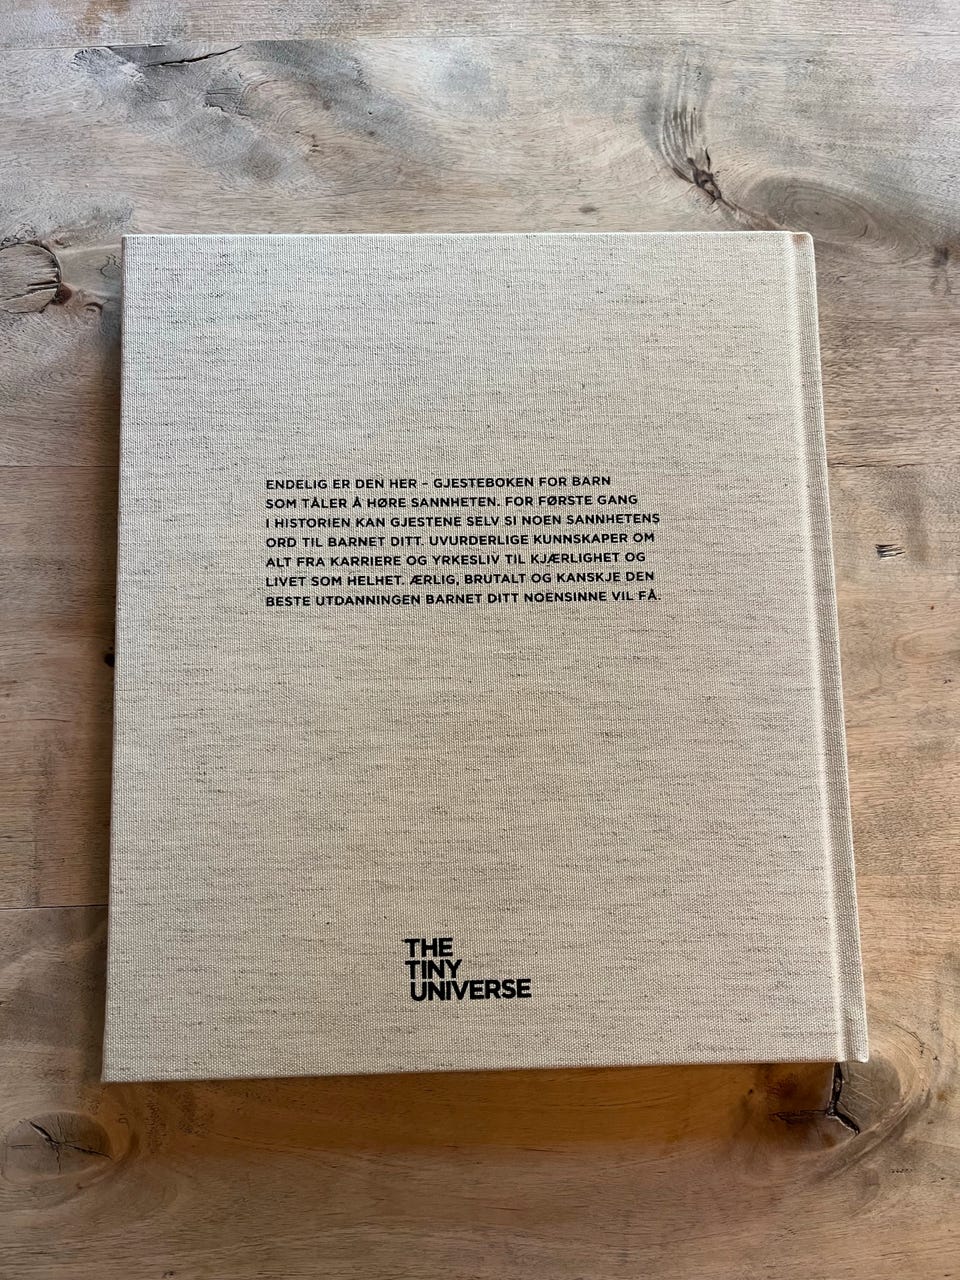 ENDELIG ER DEN HER – GJESTEBOKEN FOR BARN
SOM TÅLER Å HØRE SANNHETEN. FOR FØRSTE GANG
I HISTORIEN KAN GJESTENE SELV SI NOEN SANNHETENS
ORD TIL BARNET DITT. UVURDERLIGE KUNNSKAPER OM
ALT FRA KARRIERE OG YRKESLIV TIL KJÆRLIGHET OG
LIVET SOM HELHET. ÆRLIG, BRUTALT OG KANSKJE DEN
BESTE UTDANNINGEN BARNET DITT NOENSINNE VIL FÅ.
THE
TINY
UNIVERSE